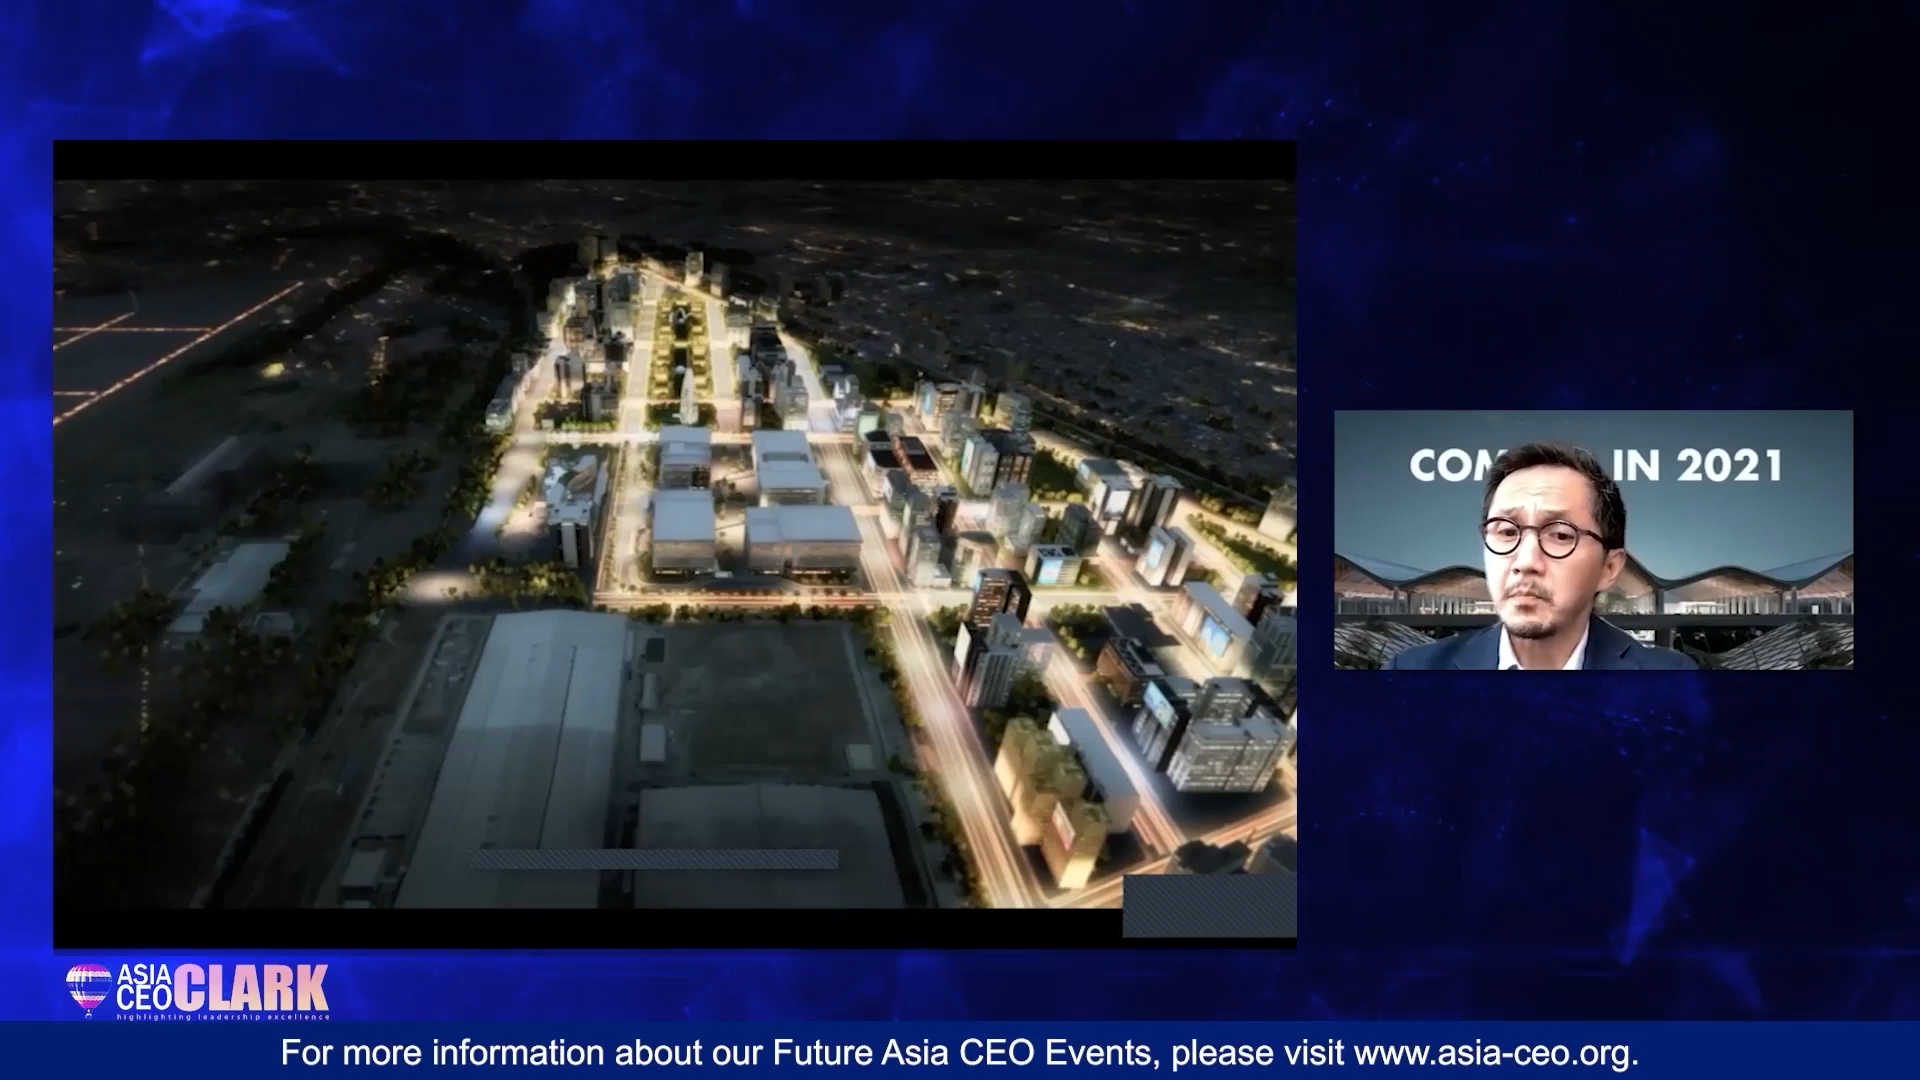 COM IN 2021
ASIA
CEO CLARK
highlighting leadership excellence
For more information about our Future Asia CEO Events, please visit www.asia-ceo.org.